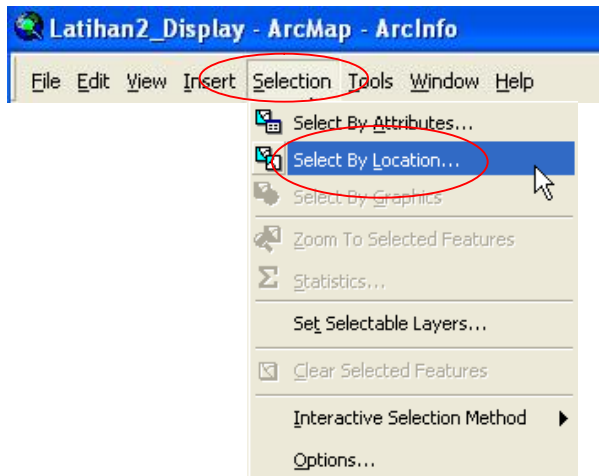 Latihan2_Display - ArcMap - ArcInfo
File Edit View Insert Selection Tools Window Help
Select By Attributes...
Select By Location...
Select By Graphics
Zoom To Selected Features
Statistics...
Set Selectable Layers...
Clear Selected Features
Interactive Selection Method
Options...